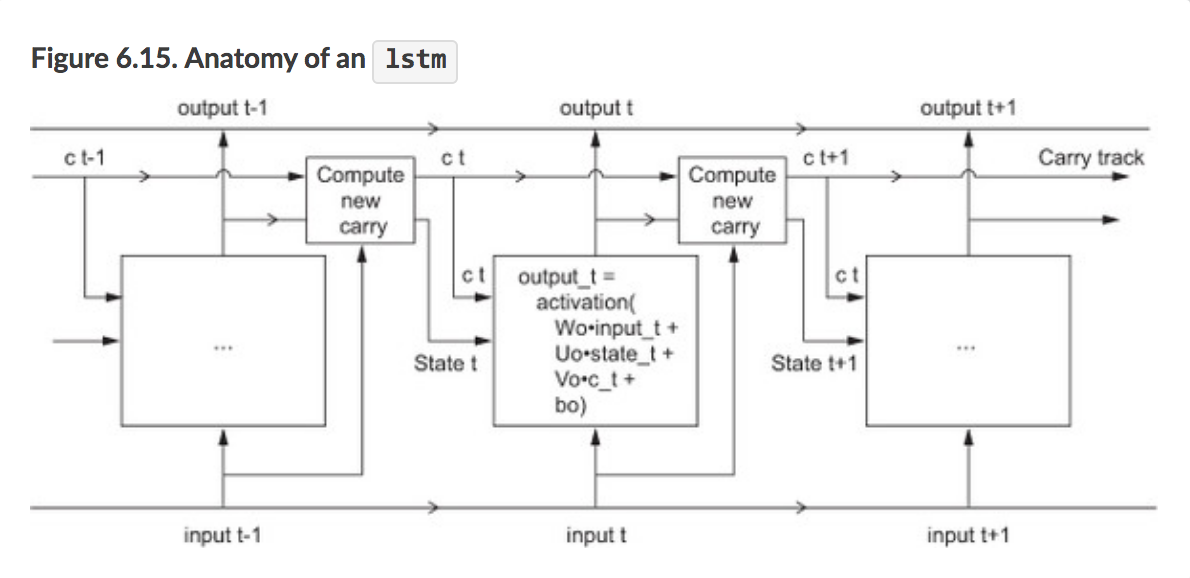 Figure 6.15. Anatomy of an lstm
output t-1
output t
output t+1
c t-1
c t
c t+1
Carry track
Compute
new
carry
Compute
new
carry
c t
output_t =
activation(
Wo•input_t +
Uo•state_t +
Vo•c_t +
bo)
c t
...
...
State t
State t+1
input t-1
input t
input t+1